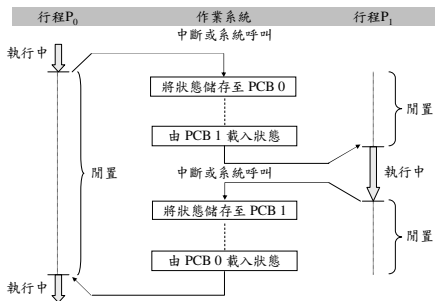 行程P0 作業系統 行程P1
中斷或系統呼叫
執行中
將狀態儲存至 PCB 0
閒置
由 PCB 1 載入狀態
閒置
中斷或系統呼叫
執行中
將狀態儲存至 PCB 1
閒置
由 PCB 0 載入狀態
執行中